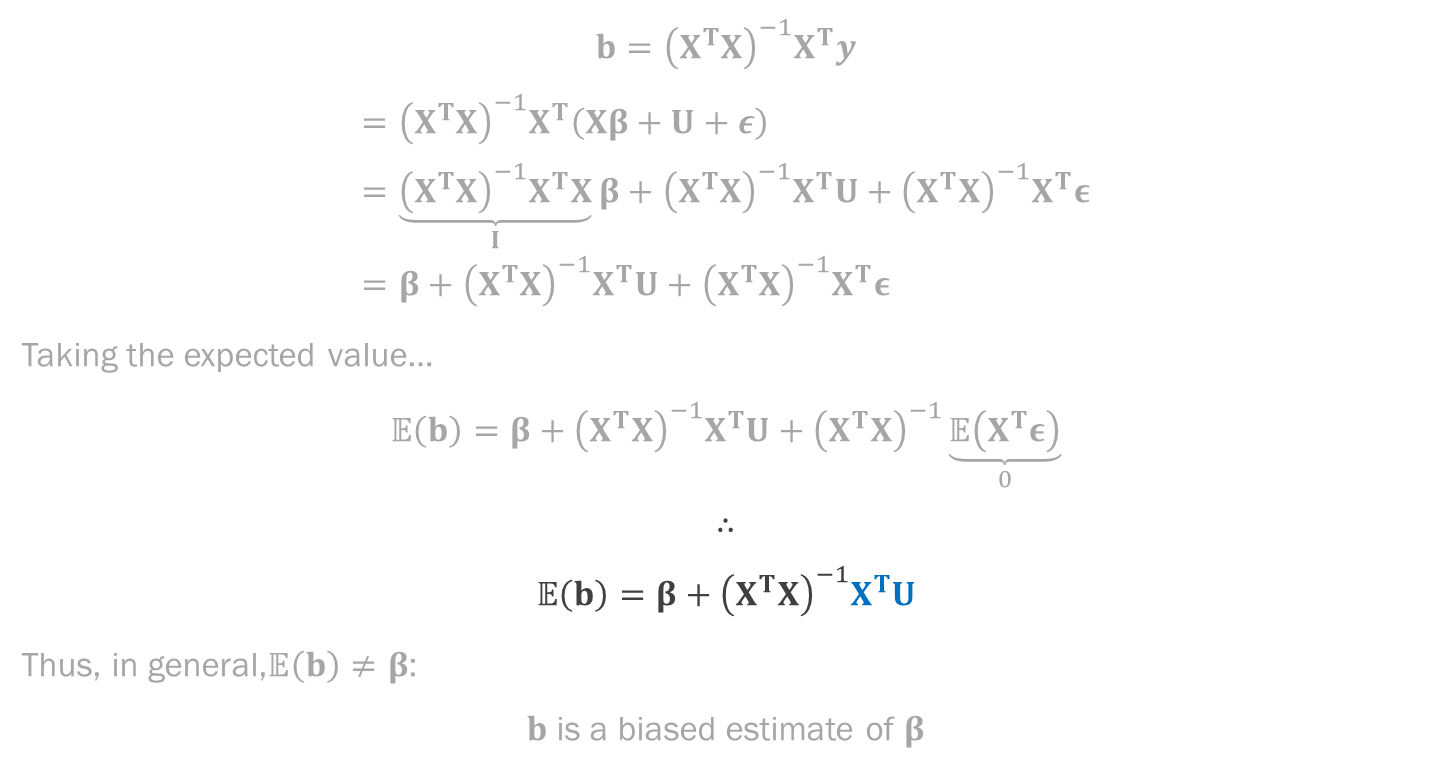 𝐛 = (𝐗ᵀ𝐗)⁻¹𝐗ᵀ𝒚
= (𝐗ᵀ𝐗)⁻¹𝐗ᵀ(𝐗𝛃 + 𝐔 + 𝝐)
= (𝐗ᵀ𝐗)⁻¹𝐗ᵀ𝐗 𝛃 + (𝐗ᵀ𝐗)⁻¹𝐗ᵀ𝐔 + (𝐗ᵀ𝐗)⁻¹𝐗ᵀ𝛜
𝐈
= 𝛃 + (𝐗ᵀ𝐗)⁻¹𝐗ᵀ𝐔 + (𝐗ᵀ𝐗)⁻¹𝐗ᵀ𝛜
Taking the expected value…
𝔼(𝐛) = 𝛃 + (𝐗ᵀ𝐗)⁻¹𝐗ᵀ𝐔 + (𝐗ᵀ𝐗)⁻¹ 𝔼(𝐗ᵀ𝛜)
0
∴
𝔼(𝐛) = 𝛃 + (𝐗ᵀ𝐗)⁻¹𝐗ᵀ𝐔
Thus, in general,𝔼(𝐛) ≠ 𝛃:
𝐛 is a biased estimate of 𝛃